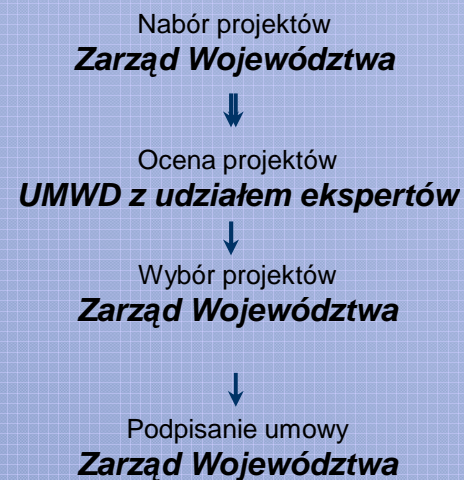 Nabór projektów
Zarząd Województwa
Ocena projektów
UMWD z udziałem ekspertów
Wybór projektów
Zarząd Województwa
Podpisanie umowy
Zarząd Województwa